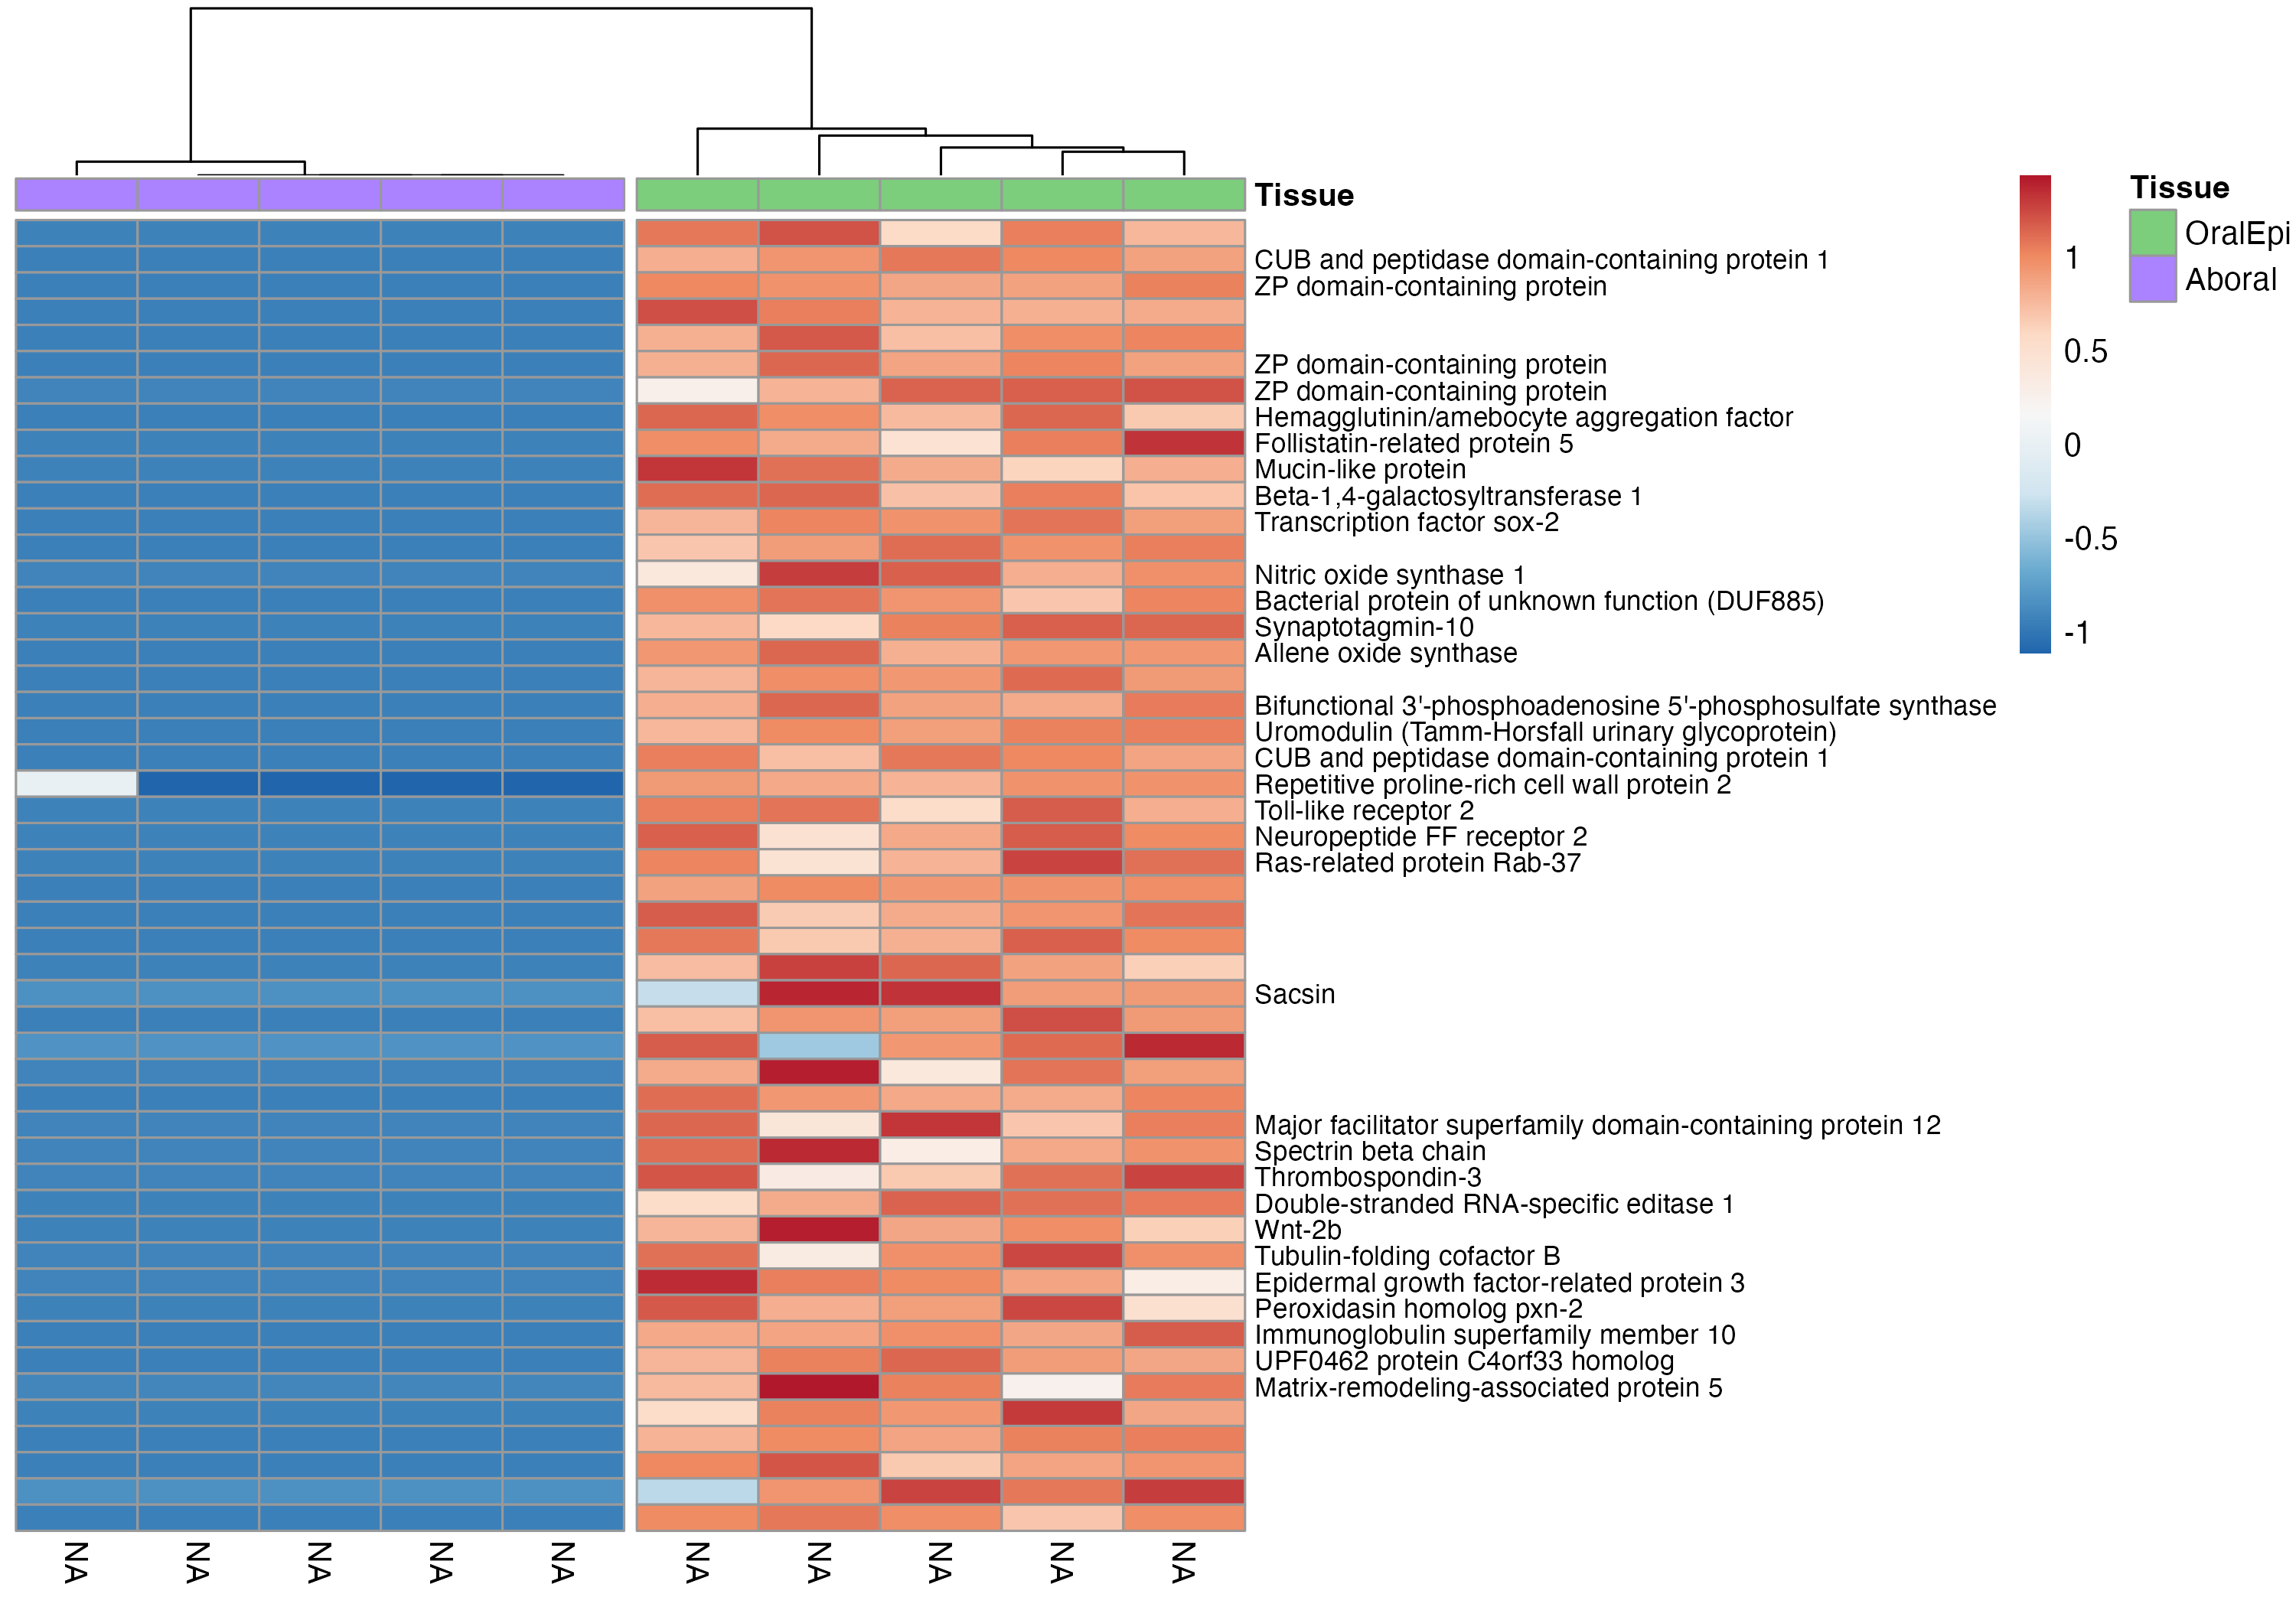 Tissue
CUB and peptidase domain-containing protein 1
ZP domain-containing protein
ZP domain-containing protein
ZP domain-containing protein
Hemagglutinin/amebocyte aggregation factor
Follistatin-related protein 5
Mucin-like protein
Beta-1,4-galactosyltransferase 1
Transcription factor sox-2
Nitric oxide synthase 1
Bacterial protein of unknown function (DUF885)
Synaptotagmin-10
Allene oxide synthase
Bifunctional 3'-phosphoadenosine 5'-phosphosulfate synthase
Uromodulin (Tamm-Horsfall urinary glycoprotein)
CUB and peptidase domain-containing protein 1
Repetitive proline-rich cell wall protein 2
Toll-like receptor 2
Neuropeptide FF receptor 2
Ras-related protein Rab-37
Sacsin
Major facilitator superfamily domain-containing protein 12
Spectrin beta chain
Thrombospondin-3
Double-stranded RNA-specific editase 1
Wnt-2b
Tubulin-folding cofactor B
Epidermal growth factor-related protein 3
Peroxidasin homolog pxn-2
Immunoglobulin superfamily member 10
UPF0462 protein C4orf33 homolog
Matrix-remodeling-associated protein 5
NA
NA
NA
NA
NA
NA
NA
NA
NA
NA
1
0.5
0
-0.5
-1
Tissue
OralEpi
Aboral